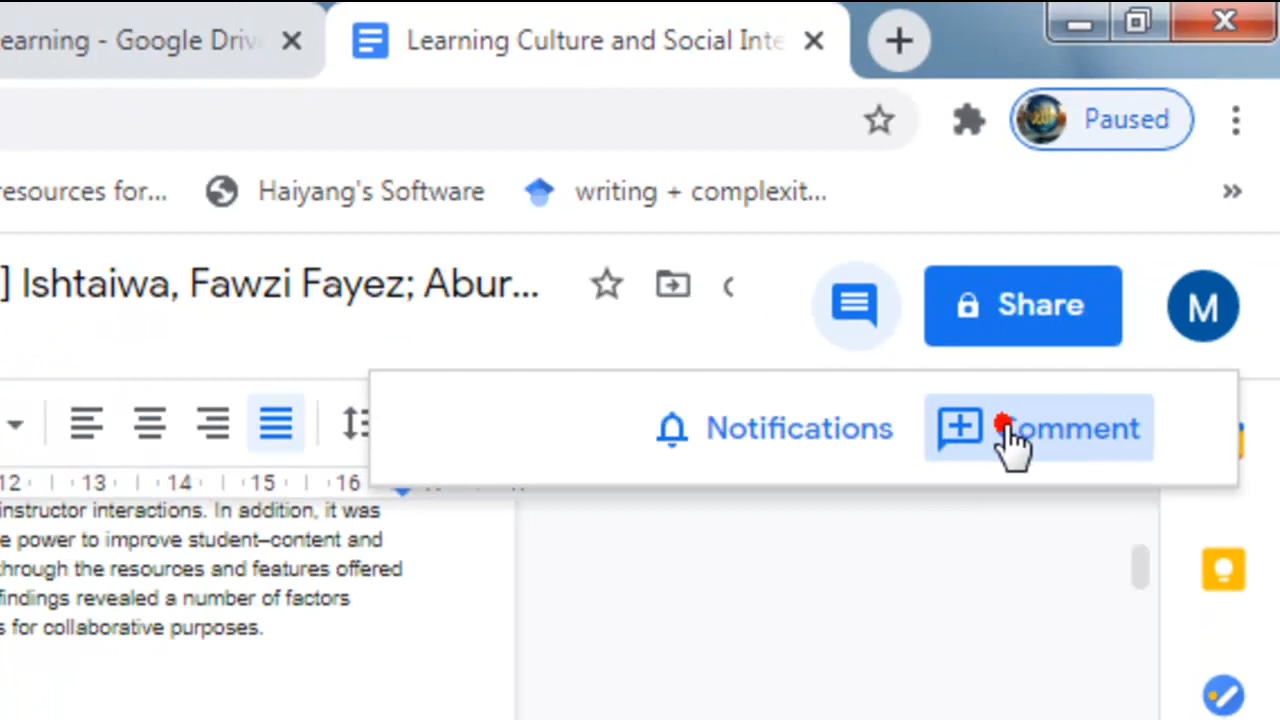 earning - Google Driv
Learning Culture and Social Inte
Paused
resources for...
Haiyang's Software
writing + complexit...
] Ishtaiwa, Fawzi Fayez; Abur...
Share
M
Notifications
Comment
12 13 14 15 16
instructor interactions. In addition, it was
e power to improve student–content and
through the resources and features offered
findings revealed a number of factors
s for collaborative purposes.